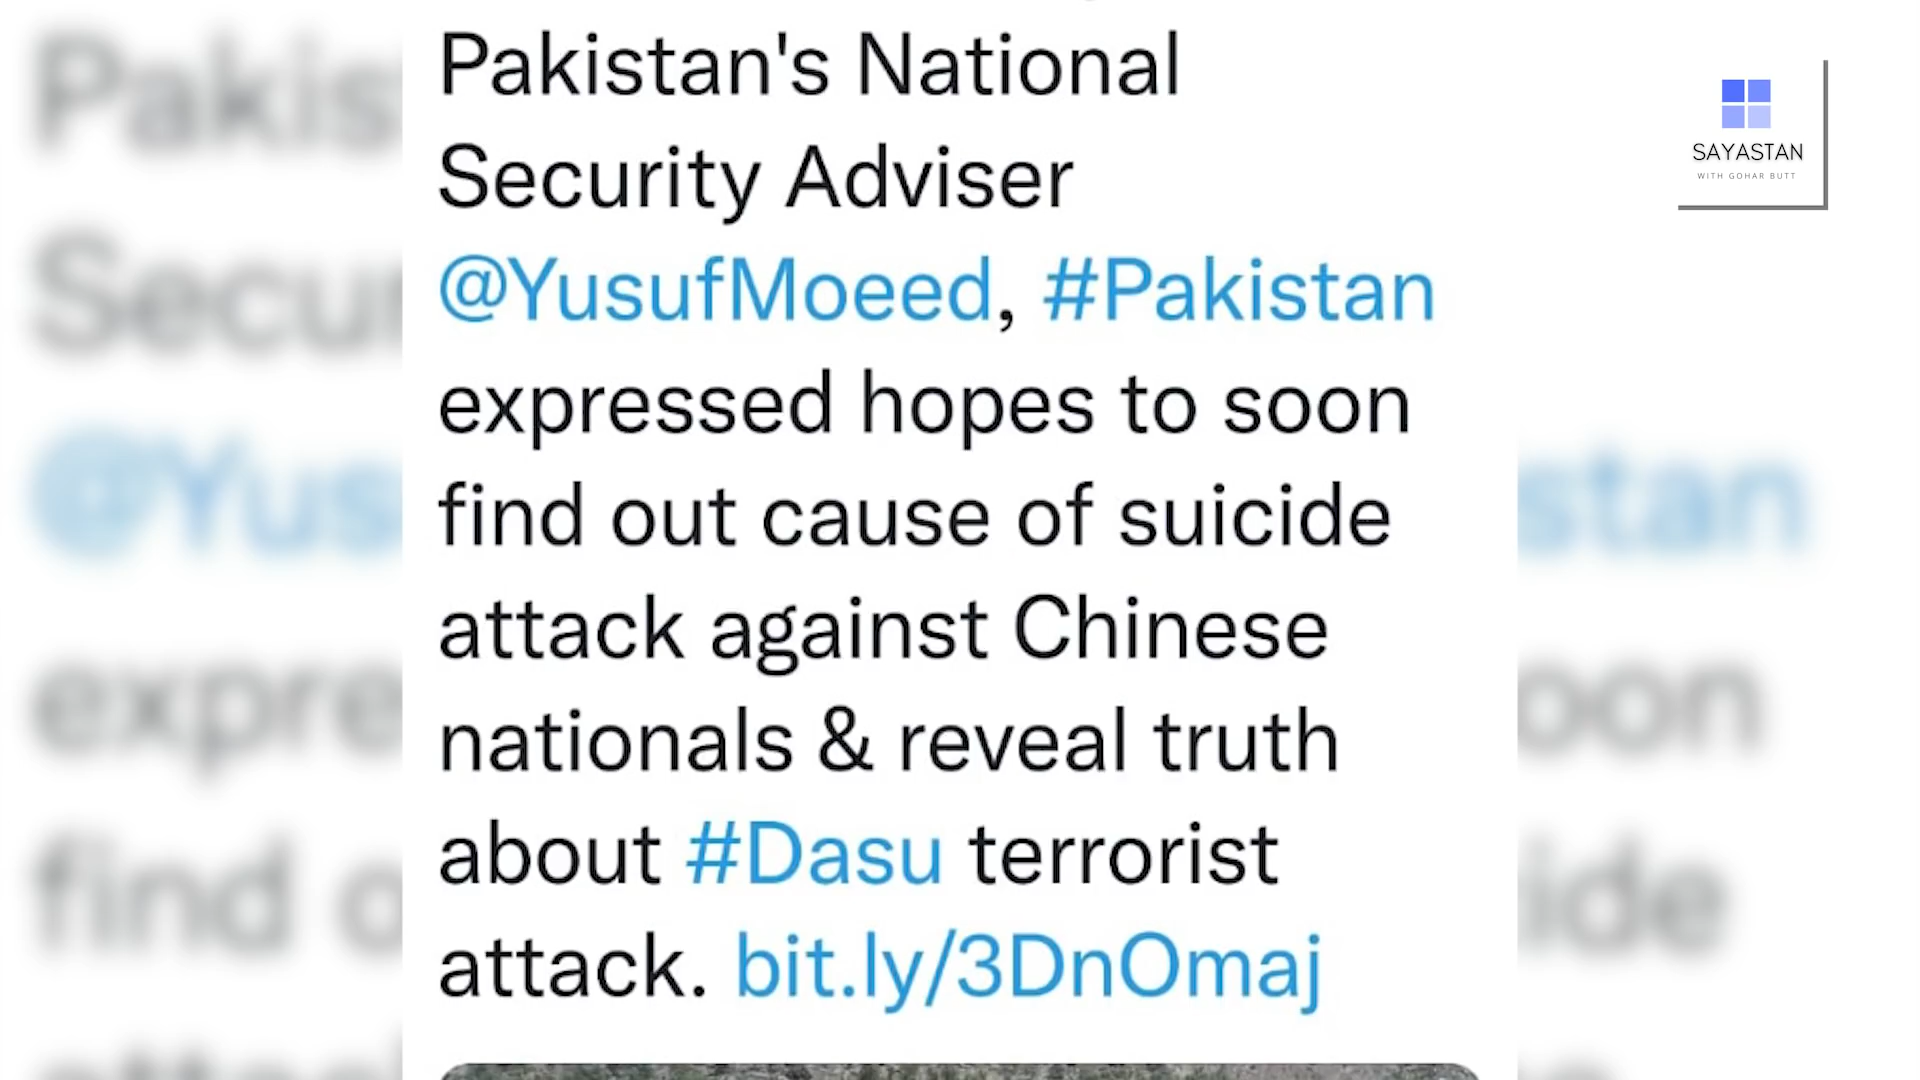 Pakistan's National
Security Adviser
@YusufMoeed, #Pakistan
expressed hopes to soon
find out cause of suicide
attack against Chinese
nationals & reveal truth
about #Dasu terrorist
attack. bit.ly/3DnOmaj
SAYASTAN
WITH GOHAR BUTT